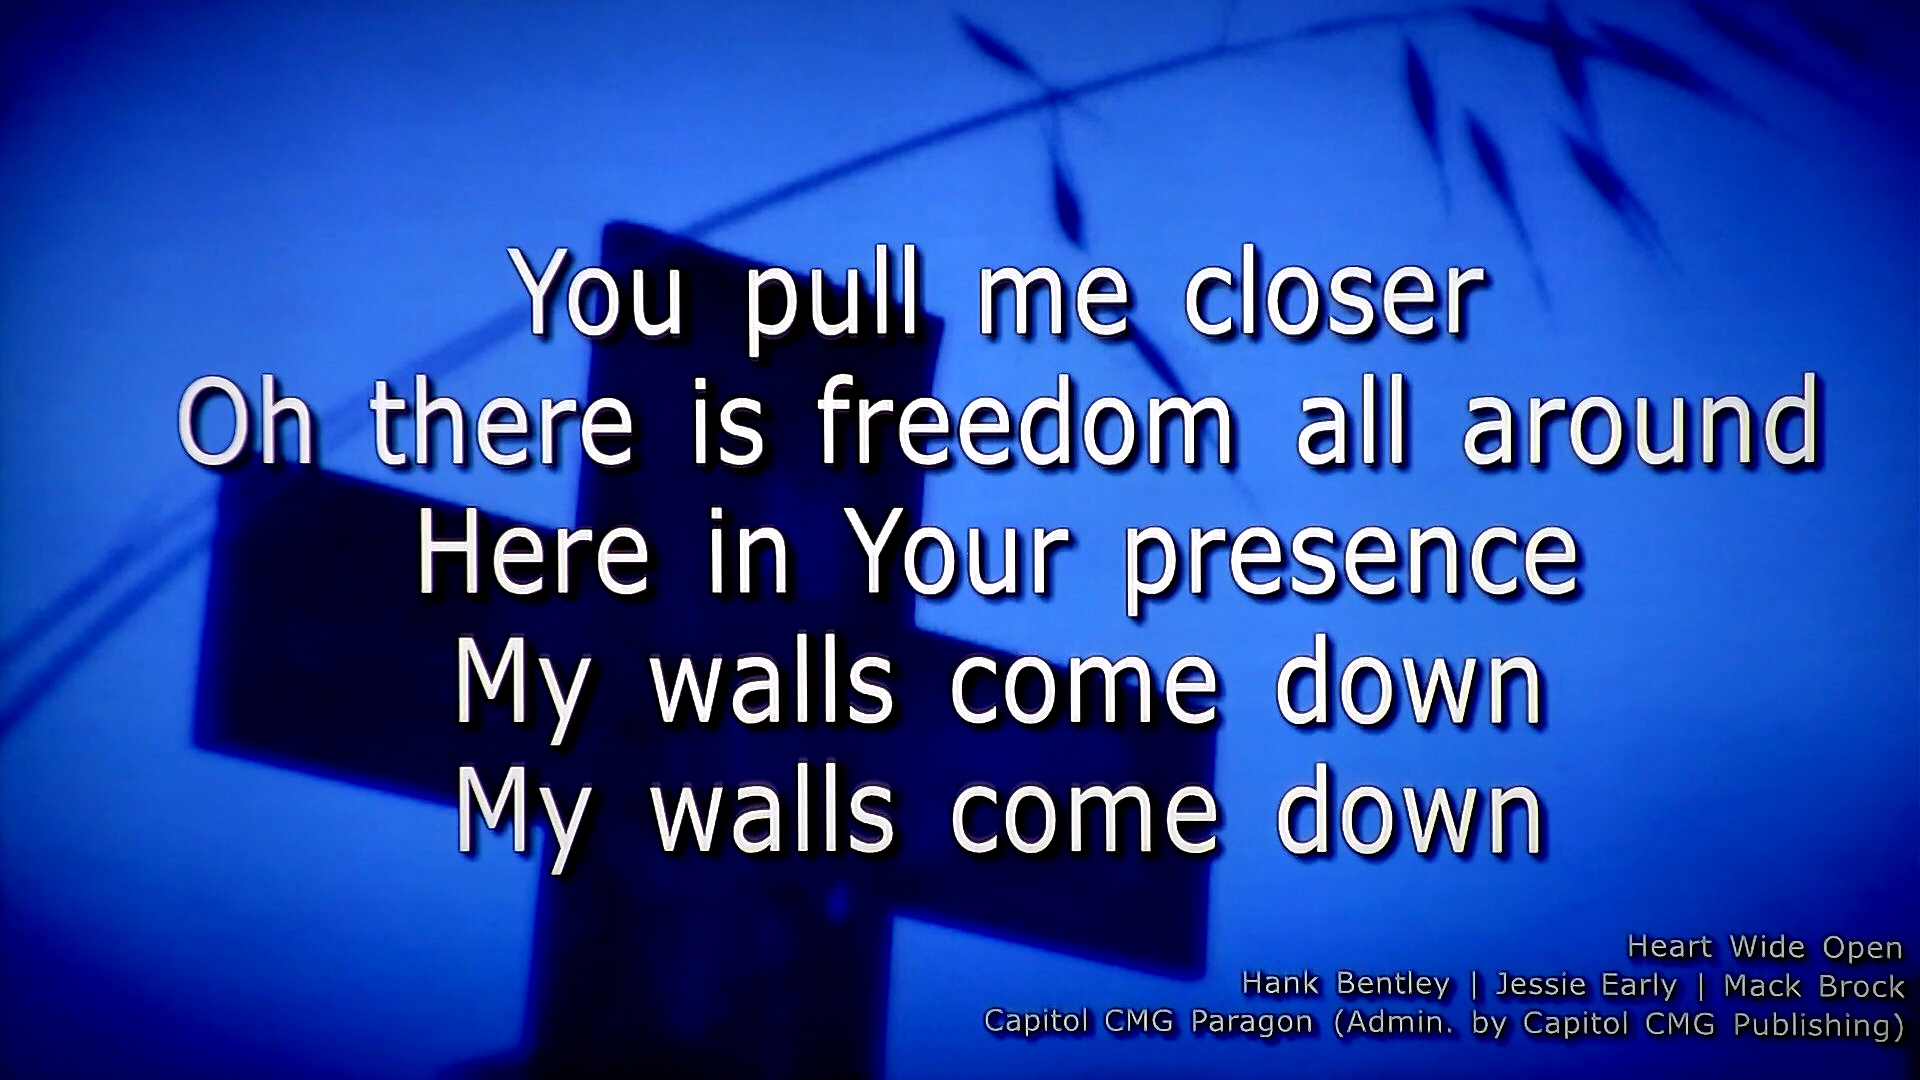 You pull me closer
Oh there is freedom all around
Here in Your presence
My walls come down
My walls come down
Heart Wide Open
Hank Bentley | Jessie Early | Mack Brock
Capitol CMG Paragon (Admin. by Capitol CMG Publishing)